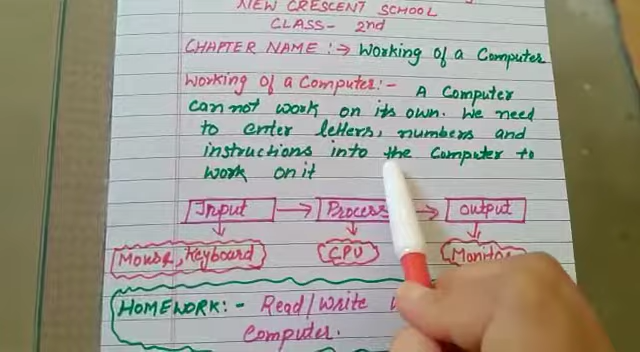 NEW CRESCENT SCHOOL
CLASS- 2nd
CHAPTER NAME :→ Working of a Computer
Working of a Computer:- A Computer
can not work on its own. We need
to enter letters, numbers and
instructions into the Computer to
work on it
Input → Process → output
Mouse, Keyboard CPU Monitor
HOMEWORK:- Read/Write
Computer.